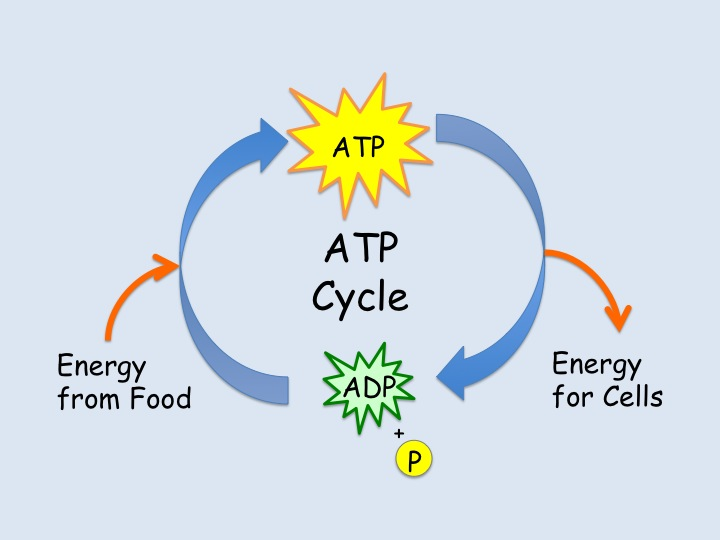 ATP
ATP
Cycle
Energy
from Food
Energy
for Cells
ADP
+
P